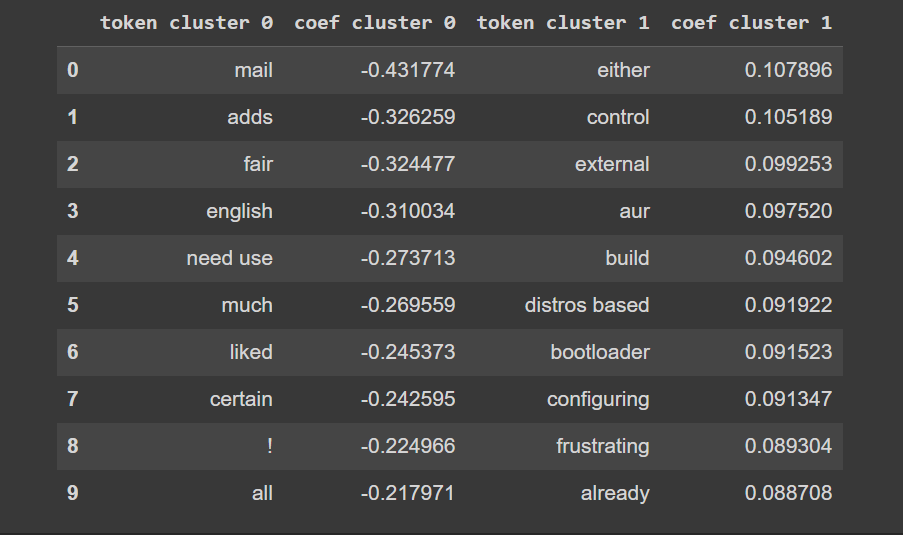 token cluster 0 coef cluster 0 token cluster 1 coef cluster 1
0 mail -0.431774 either 0.107896
1 adds -0.326259 control 0.105189
2 fair -0.324477 external 0.099253
3 english -0.310034 aur 0.097520
4 need use -0.273713 build 0.094602
5 much -0.269559 distros based 0.091922
6 liked -0.245373 bootloader 0.091523
7 certain -0.242595 configuring 0.091347
8 ! -0.224966 frustrating 0.089304
9 all -0.217971 already 0.088708